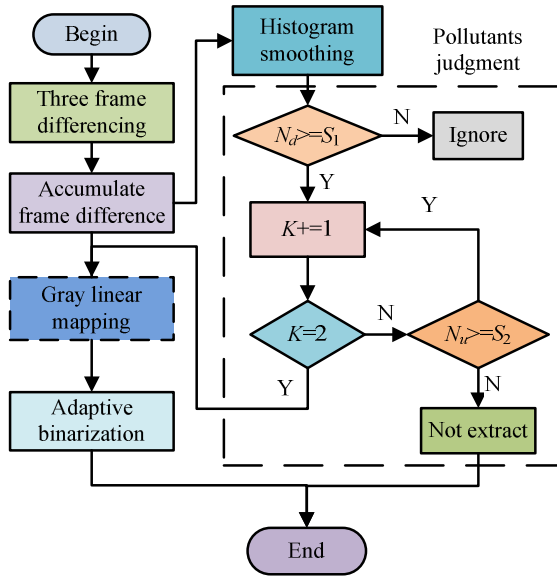 Begin
Three frame
differencing
Accumulate
frame difference
Gray linear
mapping
Adaptive
binarization
Histogram
smoothing
Pollutants
judgment
N_d>=S_1
N
Ignore
Y
K+=1
Y
K=2
N
N_u>=S_2
Y
N
Not extract
End